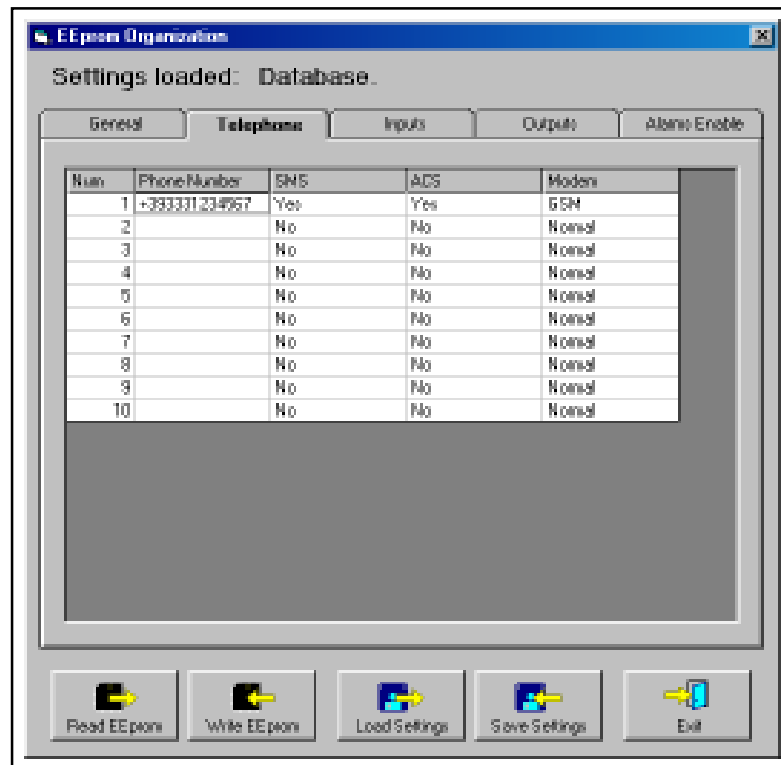 EEprom Organization
Settings loaded: Database.
General Telephone Inputs Outputs Alarms Enable
Num Phone Number SMS ACS Modem
1 +393331234567 Yes Yes GSM
2 No No Normal
3 No No Normal
4 No No Normal
5 No No Normal
6 No No Normal
7 No No Normal
8 No No Normal
9 No No Normal
10 No No Normal
Read EEprom Write EEprom Load Settings Save Settings Exit